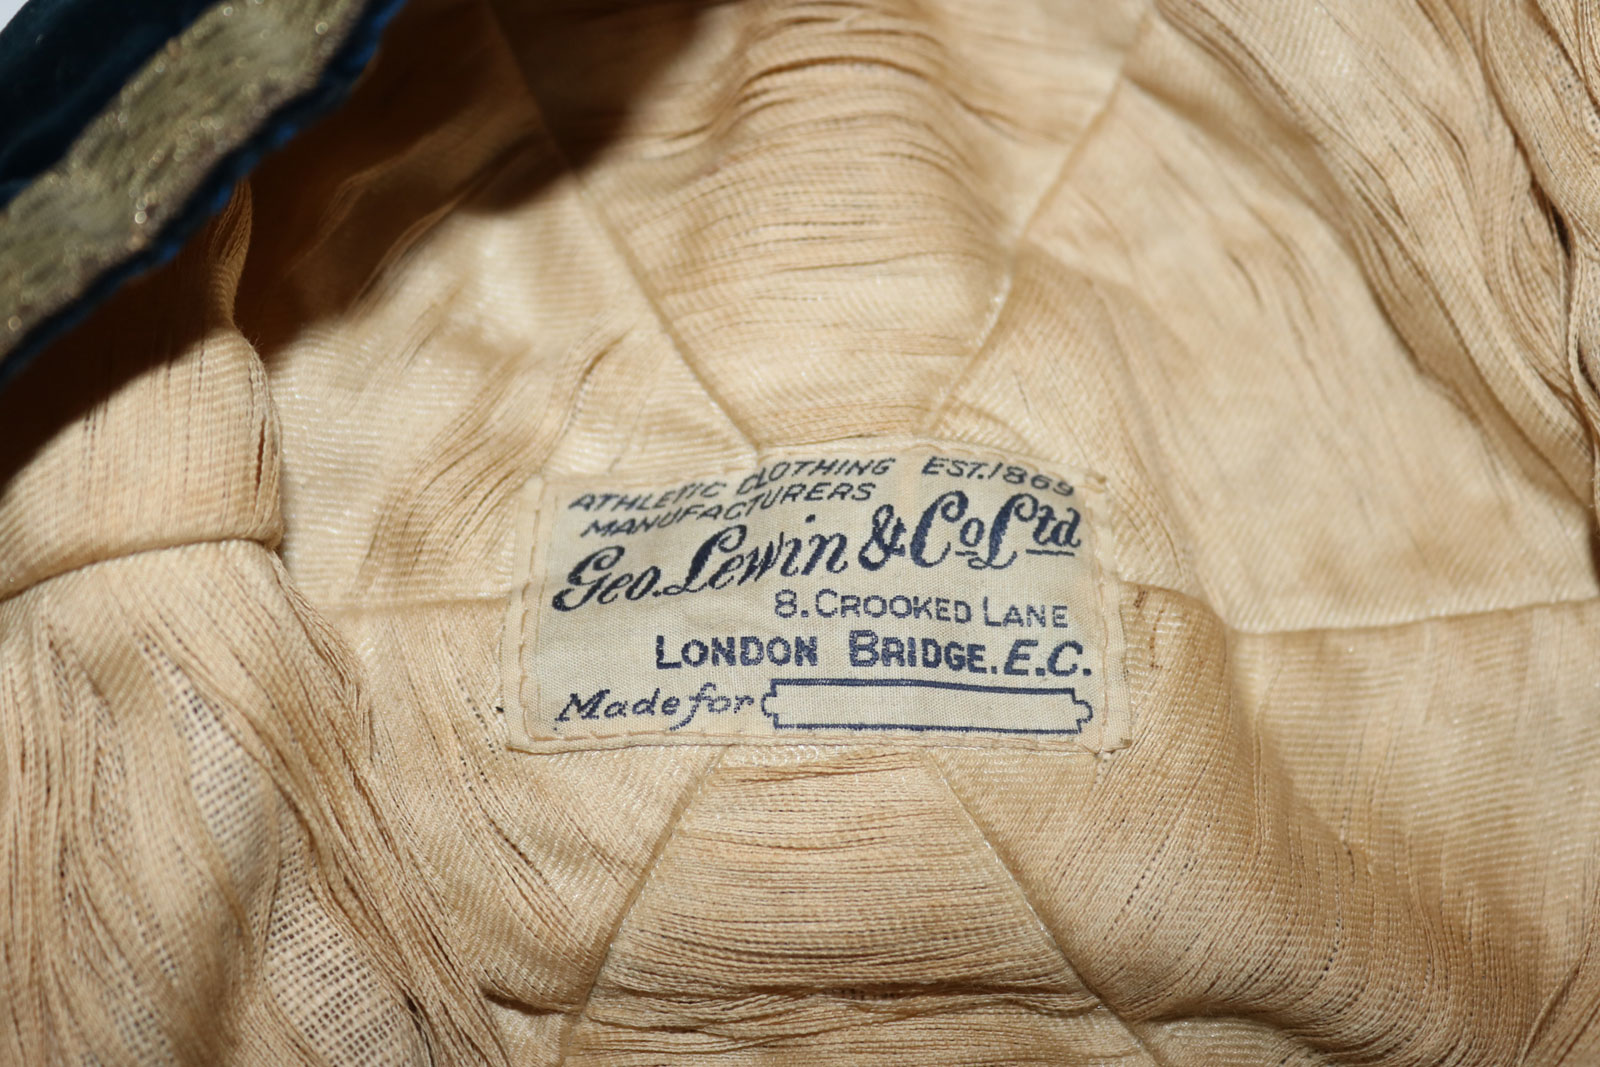 ATHLETIC CLOTHING EST. 1869
MANUFACTURERS
Geo. Lewin & Co Ltd
8. CROOKED LANE
LONDON BRIDGE. E.C.
Made for